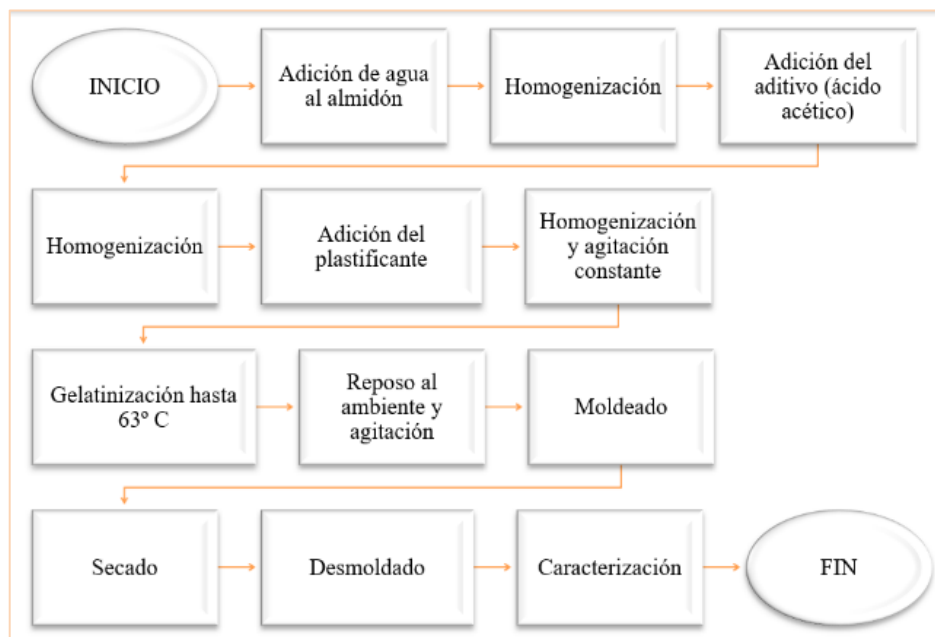 INICIO
Adición de agua
al almidón
Homogenización
Adición del
aditivo (ácido
acético)
Homogenización
Adición del
plastificante
Homogenización
y agitación
constante
Gelatinización hasta
63º C
Reposo al
ambiente y
agitación
Moldeado
Secado
Desmoldado
Caracterización
FIN